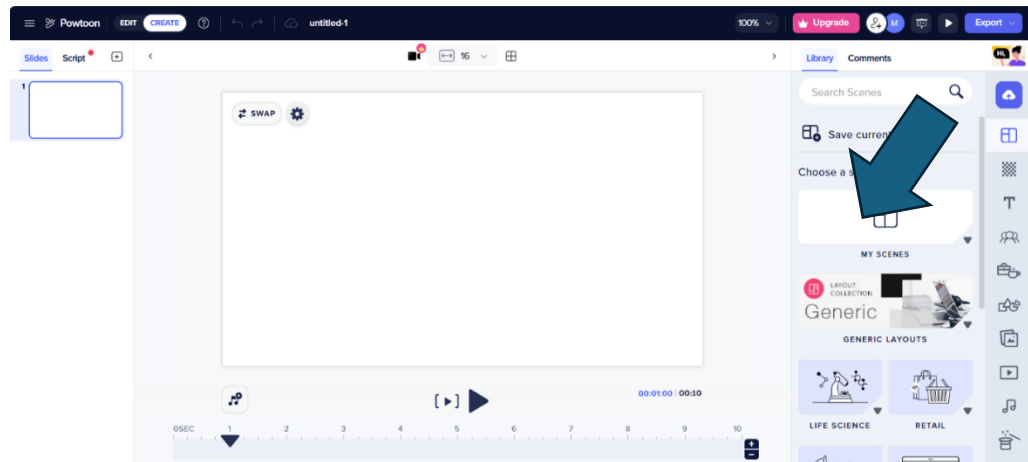 Powtoon EDIT CREATE ? untitled-1 100% Upgrade M Export
Slides Script 16 Library Comments HI,
1
SWAP
Search Scenes
Save curren
Choose a s
T
MY SCENES
LAYOUT
COLLECTION
Generic
GENERIC LAYOUTS
00:01:00 00:10
LIFE SCIENCE RETAIL
0SEC 1 2 3 4 5 6 7 8 9 10